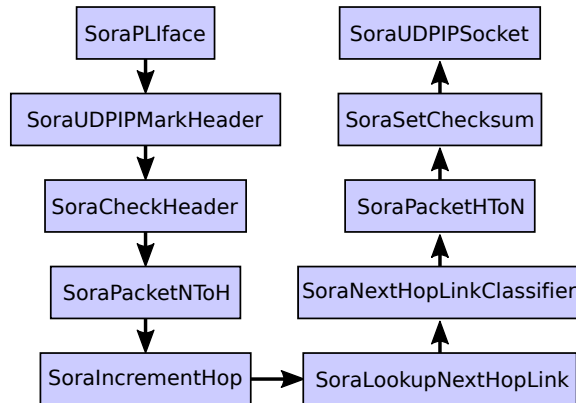 SoraPLIface
SoraUDPIPMarkHeader
SoraCheckHeader
SoraPacketNToH
SoraIncrementHop
SoraLookupNextHopLink
SoraNextHopLinkClassifier
SoraPacketHToN
SoraSetChecksum
SoraUDPIPSocket